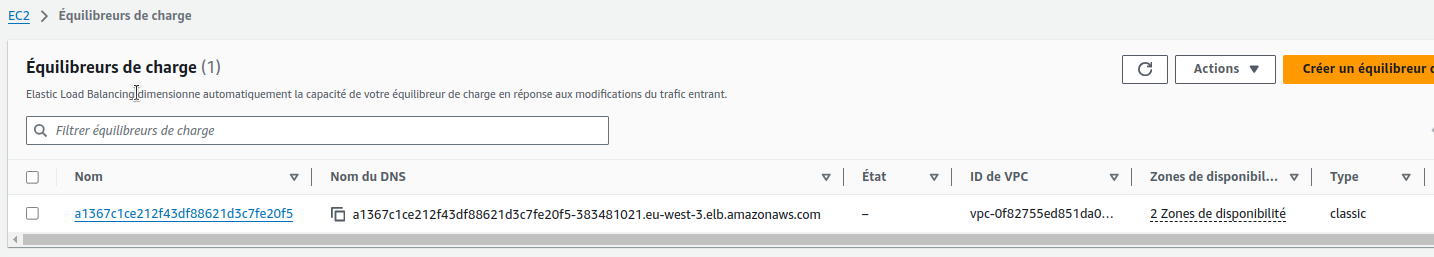 EC2 > Équilibreurs de charge
Équilibreurs de charge (1)
Actions
Créer un équilibreur
Elastic Load Balancing dimensionne automatiquement la capacité de votre équilibreur de charge en réponse aux modifications du trafic entrant.
Filtrer équilibreurs de charge
Nom Nom du DNS État ID de VPC Zones de disponibil... Type
a1367c1ce212f43df88621d3c7fe20f5 a1367c1ce212f43df88621d3c7fe20f5-383481021.eu-west-3.elb.amazonaws.com – vpc-0f82755ed851da0... 2 Zones de disponibilité classic